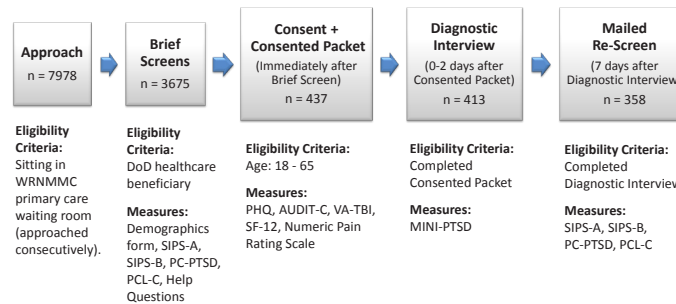 Approach
n = 7978
Brief
Screens
n = 3675
Consent +
Consented Packet
(Immediately after
Brief Screen)
n = 437
Diagnostic
Interview
(0-2 days after
Consented Packet)
n = 413
Mailed
Re-Screen
(7 days after
Diagnostic Interview
n = 358
Eligibility
Criteria:
Sitting in
WRNMMC
primary care
waiting room
(approached
consecutively).
Eligibility
Criteria:
DoD healthcare
beneficiary
Measures:
Demographics
form, SIPS-A,
SIPS-B, PC-PTSD,
PCL-C, Help
Questions
Eligibility Criteria:
Age: 18 - 65
Measures:
PHQ, AUDIT-C, VA-TBI,
SF-12, Numeric Pain
Rating Scale
Eligibility Criteria:
Completed
Consented Packet
Measures:
MINI-PTSD
Eligibility Criteria:
Completed
Diagnostic Interview
Measures:
SIPS-A, SIPS-B,
PC-PTSD, PCL-C